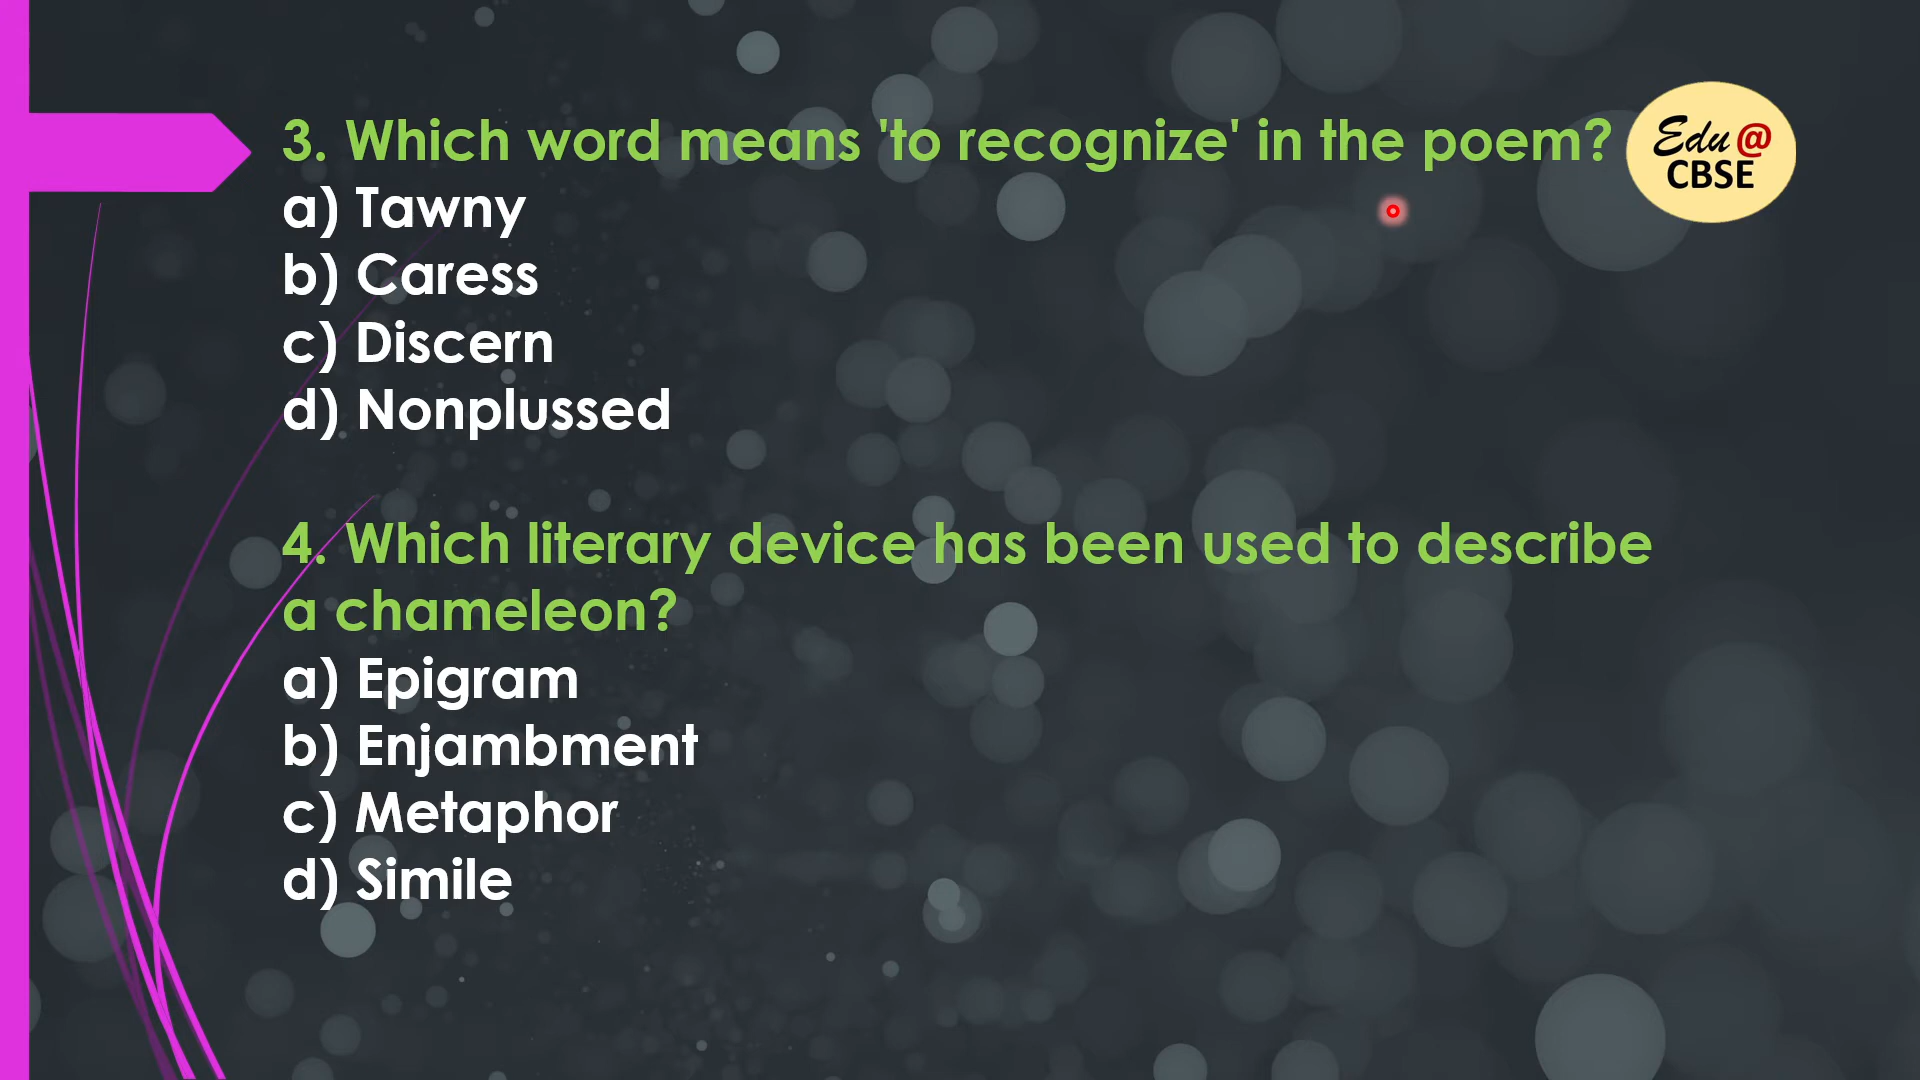 3. Which word means 'to recognize' in the poem?
a) Tawny
b) Caress
c) Discern
d) Nonplussed
4. Which literary device has been used to describe
a chameleon?
a) Epigram
b) Enjambment
c) Metaphor
d) Simile
Edu@
CBSE